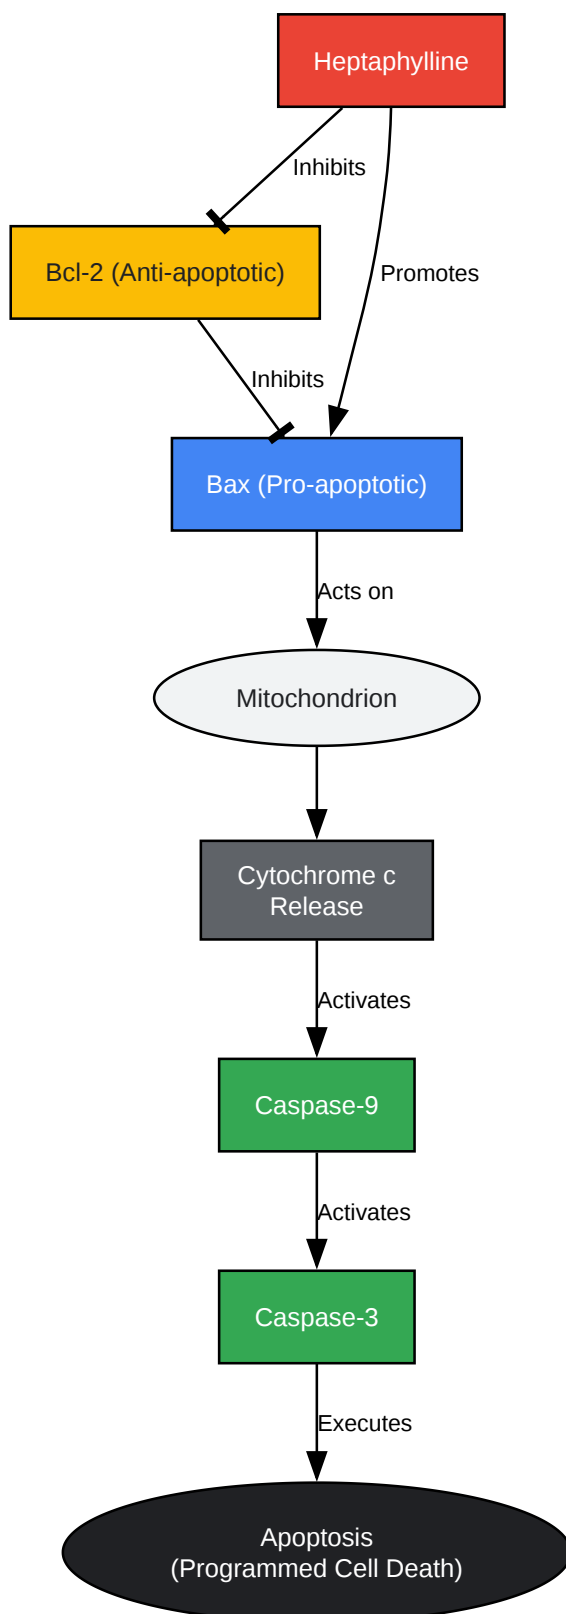 Heptaphylline
Inhibits
Bcl-2 (Anti-apoptotic)
Promotes
Inhibits
Bax (Pro-apoptotic)
Acts on
Mitochondrion
Cytochrome c
Release
Activates
Caspase-9
Activates
Caspase-3
Executes
Apoptosis
(Programmed Cell Death)